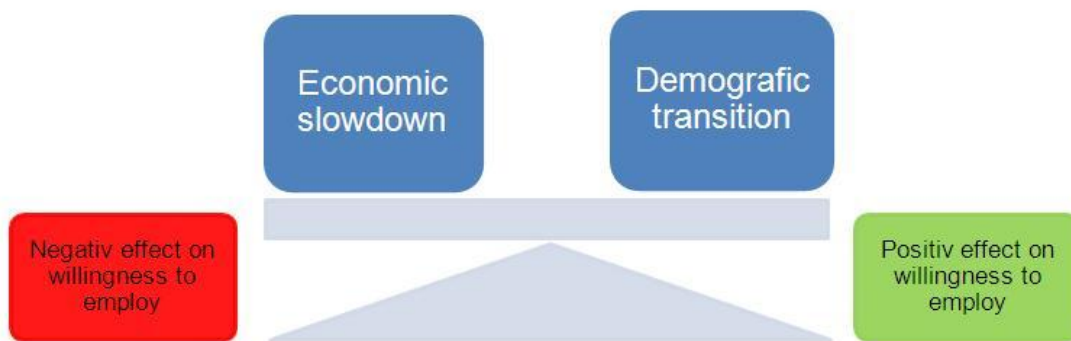 Economic
slowdown
Demografic
transition
Negativ effect on
willingness to
employ
Positiv effect on
willingness to
employ